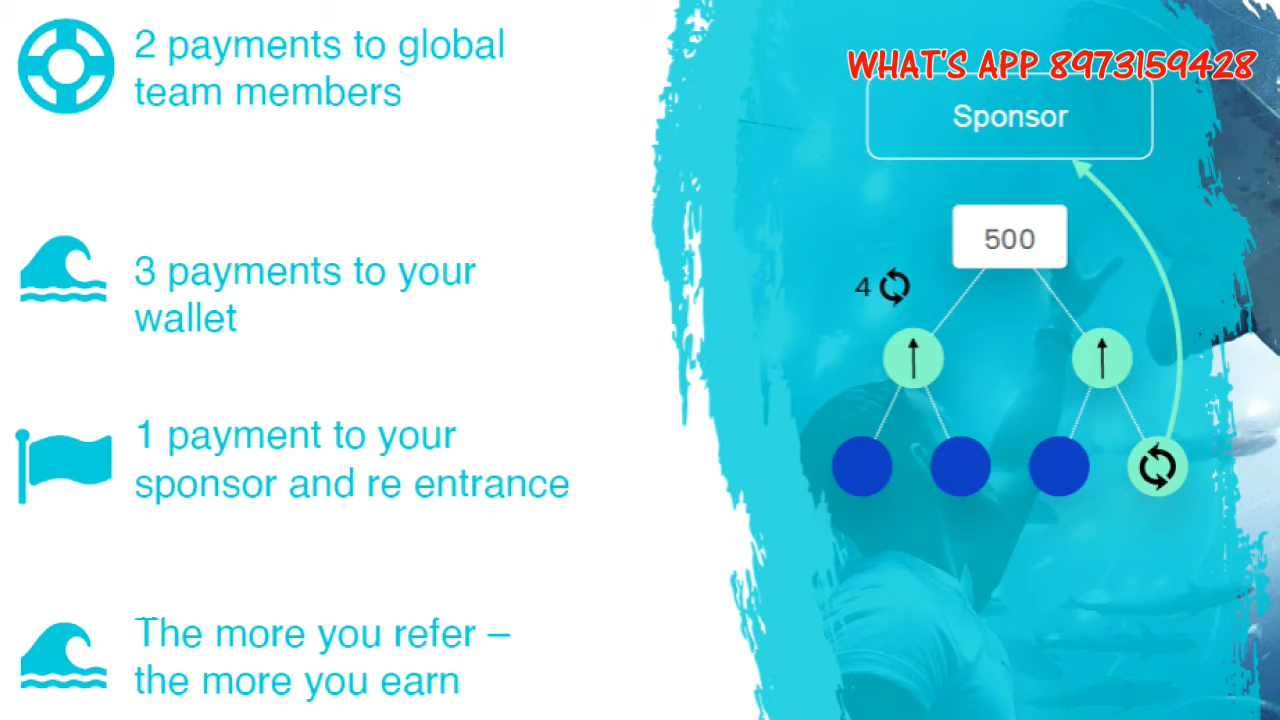 2 payments to global
team members
3 payments to your
wallet
1 payment to your
sponsor and re entrance
The more you refer –
the more you earn
WHAT'S APP 8973159428
Sponsor
500
4